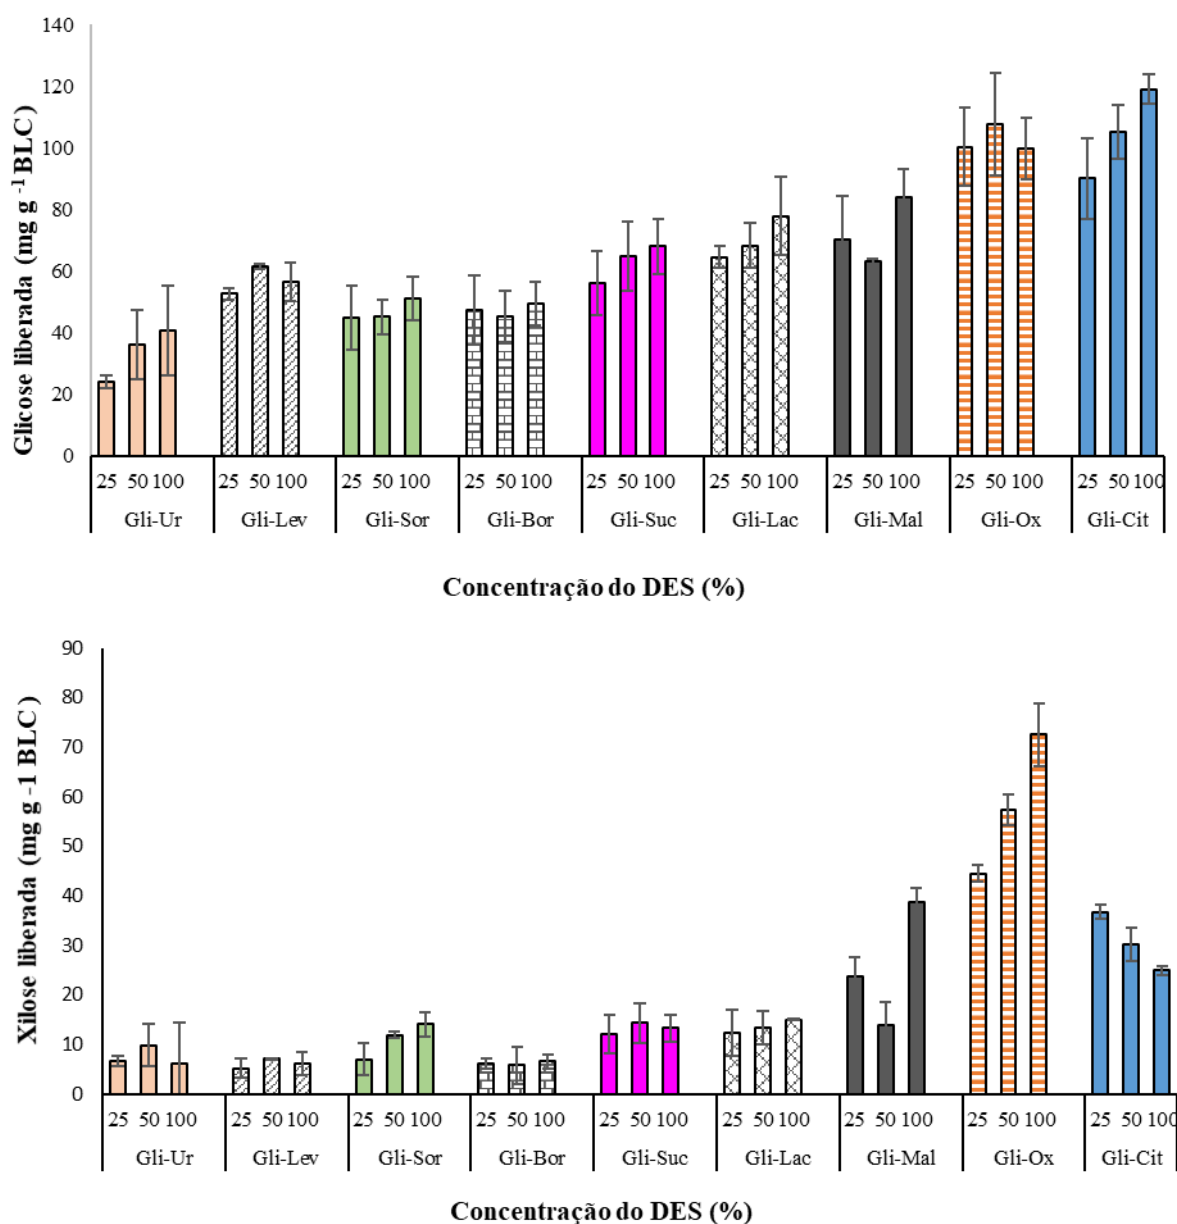 Glicose liberada (mg g -1 BLC )
140
120
100
80
60
40
20
0
25 50 100 25 50 100 25 50 100 25 50 100 25 50 100 25 50 100 25 50 100 25 50 100 25 50 100
Gli-Ur Gli-Lev Gli-Sor Gli-Bor Gli-Suc Gli-Lac Gli-Mal Gli-Ox Gli-Cit
Concentração do DES (%)
Xilose liberada (mg g -1 BLC )
90
80
70
60
50
40
30
20
10
0
25 50 100 25 50 100 25 50 100 25 50 100 25 50 100 25 50 100 25 50 100 25 50 100 25 50 100
Gli-Ur Gli-Lev Gli-Sor Gli-Bor Gli-Suc Gli-Lac Gli-Mal Gli-Ox Gli-Cit
Concentração do DES (%)